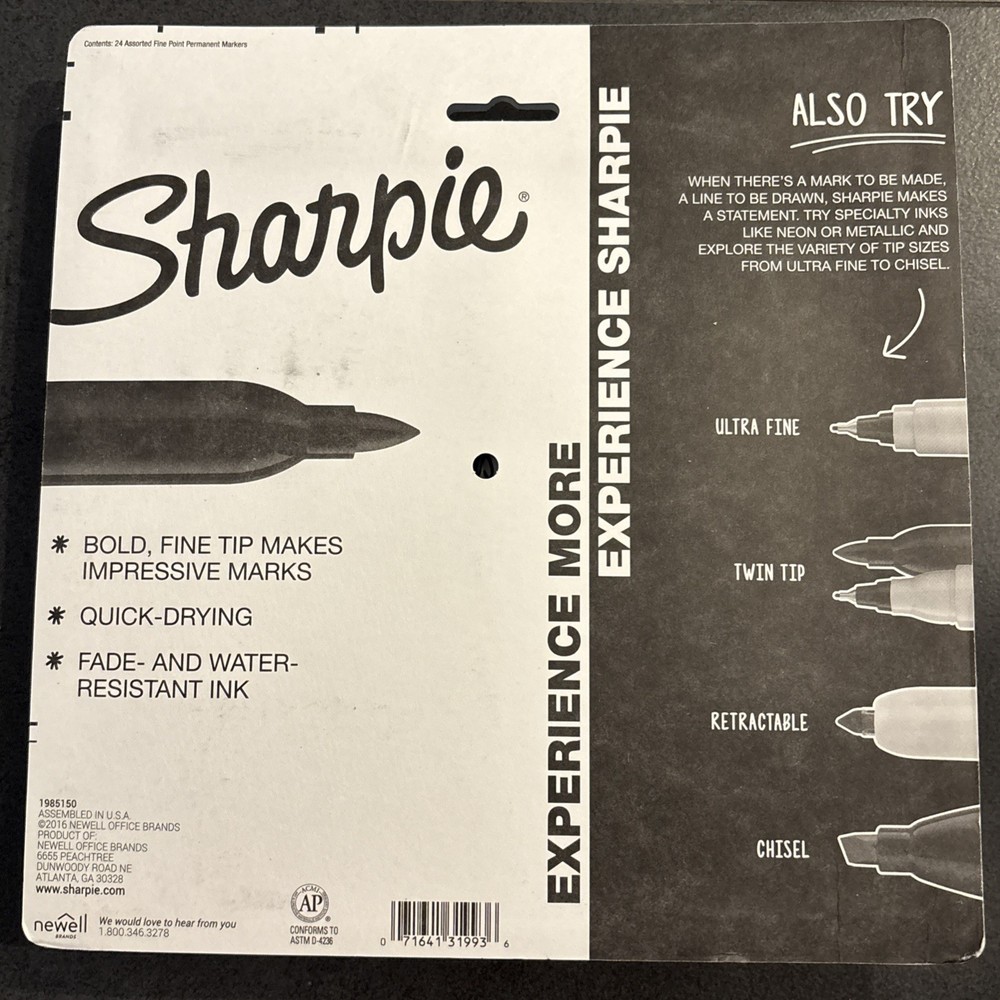 Contents: 24 Assorted Fine Point Permanent Markers
Sharpie®
BOLD, FINE TIP MAKES
IMPRESSIVE MARKS
QUICK-DRYING
FADE- AND WATER-
RESISTANT INK
1985150
ASSEMBLED IN U.S.A.
©2016 NEWELL OFFICE BRANDS
PRODUCT OF:
NEWELL OFFICE BRANDS
6655 PEACHTREE
DUNWOODY ROAD NE
ATLANTA, GA 30328
www.sharpie.com
newell
BRANDS
We would love to hear from you
1.800.346.3278
ACMI
AP
CONFORMS TO
ASTM D-4236
0 71641 31993 6
EXPERIENCE MORE
EXPERIENCE SHARPIE
ALSO TRY
WHEN THERE'S A MARK TO BE MADE,
A LINE TO BE DRAWN, SHARPIE MAKES
A STATEMENT. TRY SPECIALTY INKS
LIKE NEON OR METALLIC AND
EXPLORE THE VARIETY OF TIP SIZES
FROM ULTRA FINE TO CHISEL.
ULTRA FINE
TWIN TIP
RETRACTABLE
CHISEL